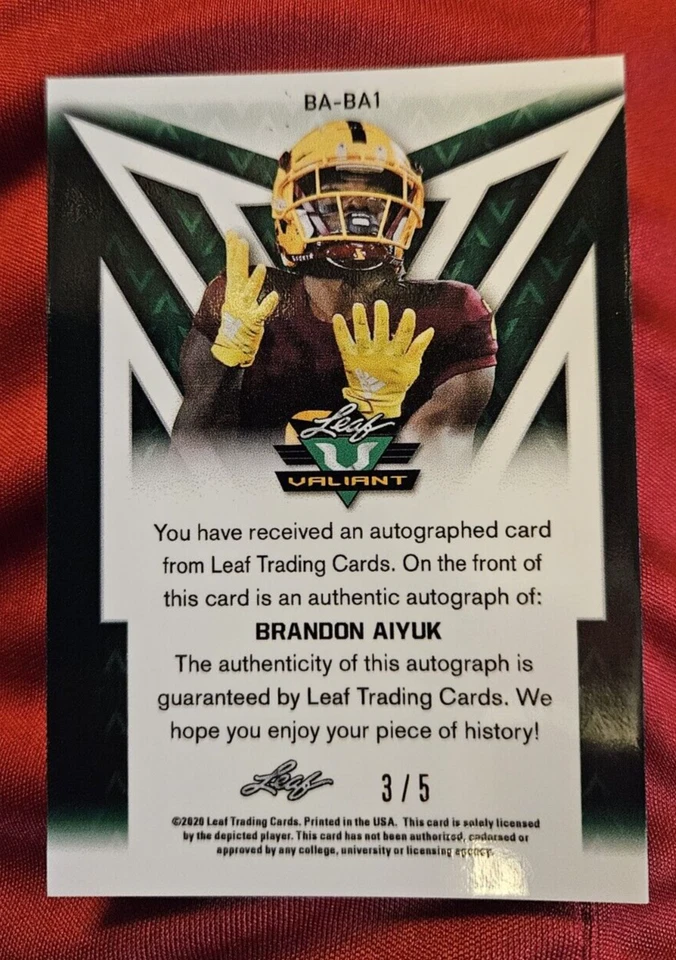 BA-BA1
Leaf
VALIANT
You have received an autographed card
from Leaf Trading Cards. On the front of
this card is an authentic autograph of:
BRANDON AIYUK
The authenticity of this autograph is
guaranteed by Leaf Trading Cards. We
hope you enjoy your piece of history!
Leaf 3/5
©2020 Leaf Trading Cards. Printed in the USA. This card is solely licensed
by the depicted player. This card has not been authorized, endorsed or
approved by any college, university or licensing agency.